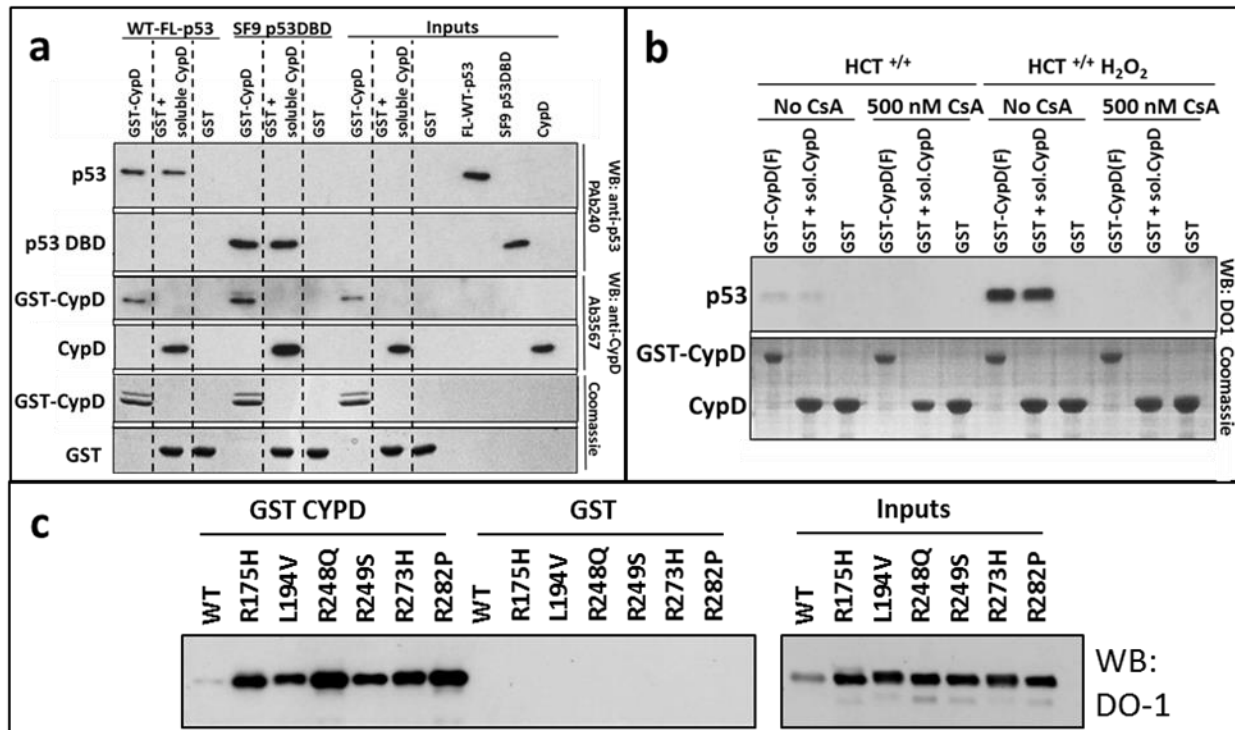 a
WT-FL-p53 SF9 p53DBD Inputs
GST-CypD
GST +
soluble CypD
GST
GST-CypD
GST +
soluble CypD
GST
GST-CypD
GST +
soluble CypD
GST
FL-WT-p53
SF9 p53DBD
CypD
p53
p53 DBD
GST-CypD
CypD
GST-CypD
GST
WB: anti-p53
PAb240
WB: anti-CypD
Ab3567
Coomassie
b
HCT +/+ HCT +/+ H2O2
No CsA 500 nM CsA No CsA 500 nM CsA
GST-CypD(F)
GST + sol.CypD
GST
GST-CypD(F)
GST + sol.CypD
GST
GST-CypD(F)
GST + sol.CypD
GST
GST-CypD(F)
GST + sol.CypD
GST
p53
GST-CypD
CypD
WB: DO1
Coomassie
c
GST CYPD GST Inputs
WT
R175H
L194V
R248Q
R249S
R273H
R282P
WT
R175H
L194V
R248Q
R249S
R273H
R282P
WT
R175H
L194V
R248Q
R249S
R273H
R282P
WB:
DO-1